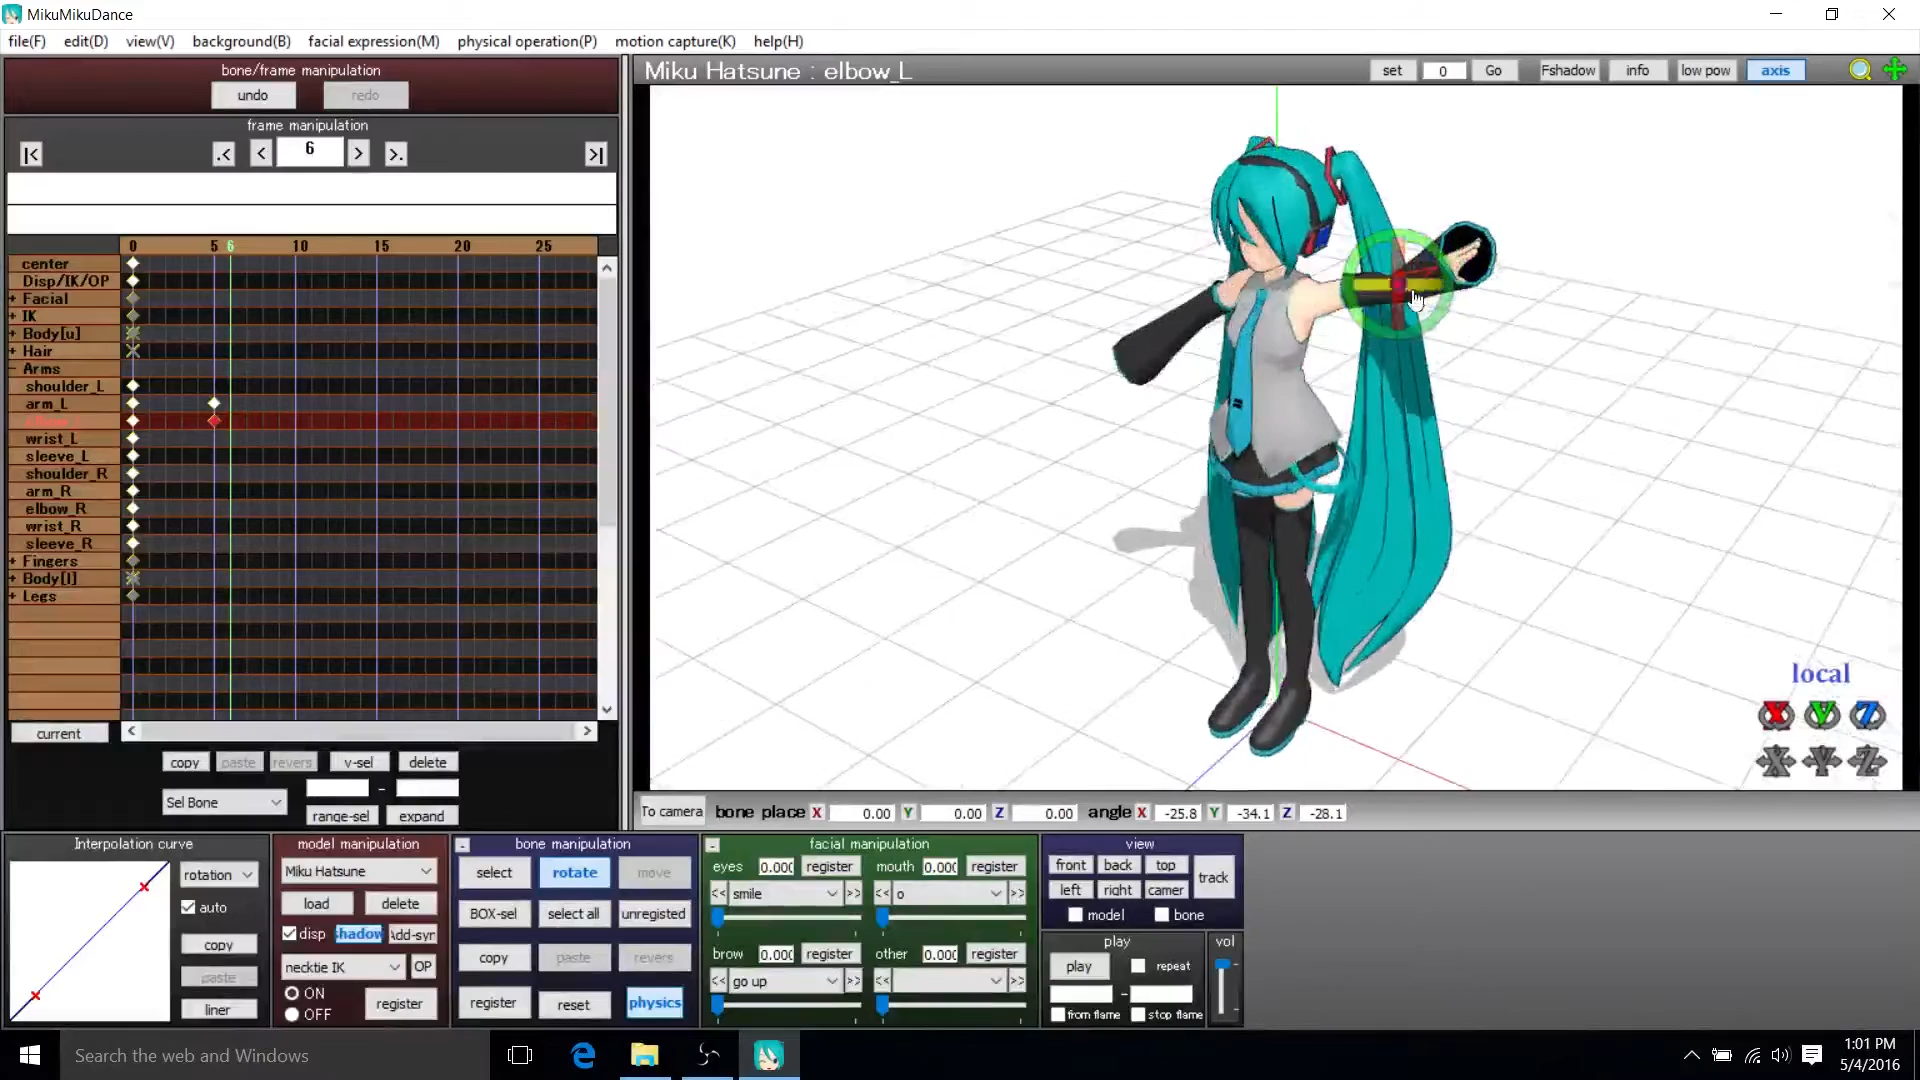 MikuMikuDance
file(F) edit(D) view(V) background(B) facial expression(M) physical operation(P) motion capture(K) help(H)
bone/frame manipulation
undo redo
frame manipulation
|< .< < 6 > >. >|
0 5 6 10 15 20 25
center
Disp/IK/OP
+ Facial
+ IK
+ Body[u]
+ Hair
- Arms
shoulder_L
arm_L
wrist_L
sleeve_L
shoulder_R
arm_R
elbow_R
wrist_R
sleeve_R
+ Fingers
+ Body[l]
+ Legs
current < >
copy paste revers v-sel delete
-
Sel Bone
range-sel expand
Miku Hatsune : elbow_L
set 0 Go Fshadow info low pow axis
local
X Y Z
X Y Z
To camera bone place X 0.00 Y 0.00 Z 0.00 angle X -25.8 Y -34.1 Z -28.1
Interpolation curve
rotation
auto
copy
paste
liner
model manipulation
Miku Hatsune
load delete
disp shadow Add-syn
necktie IK OP
ON
OFF
register
- bone manipulation
select rotate move
BOX-sel select all unregisted
copy paste revers
register reset physics
- facial manipulation
eyes 0.000 register mouth 0.000 register
<< smile >> << o >>
brow 0.000 register other 0.000 register
<< go up >> << >>
view
front back top
left right camer
track
model bone
play
play repeat
-
from flame stop flame
vol
Search the web and Windows
1:01 PM
5/4/2016